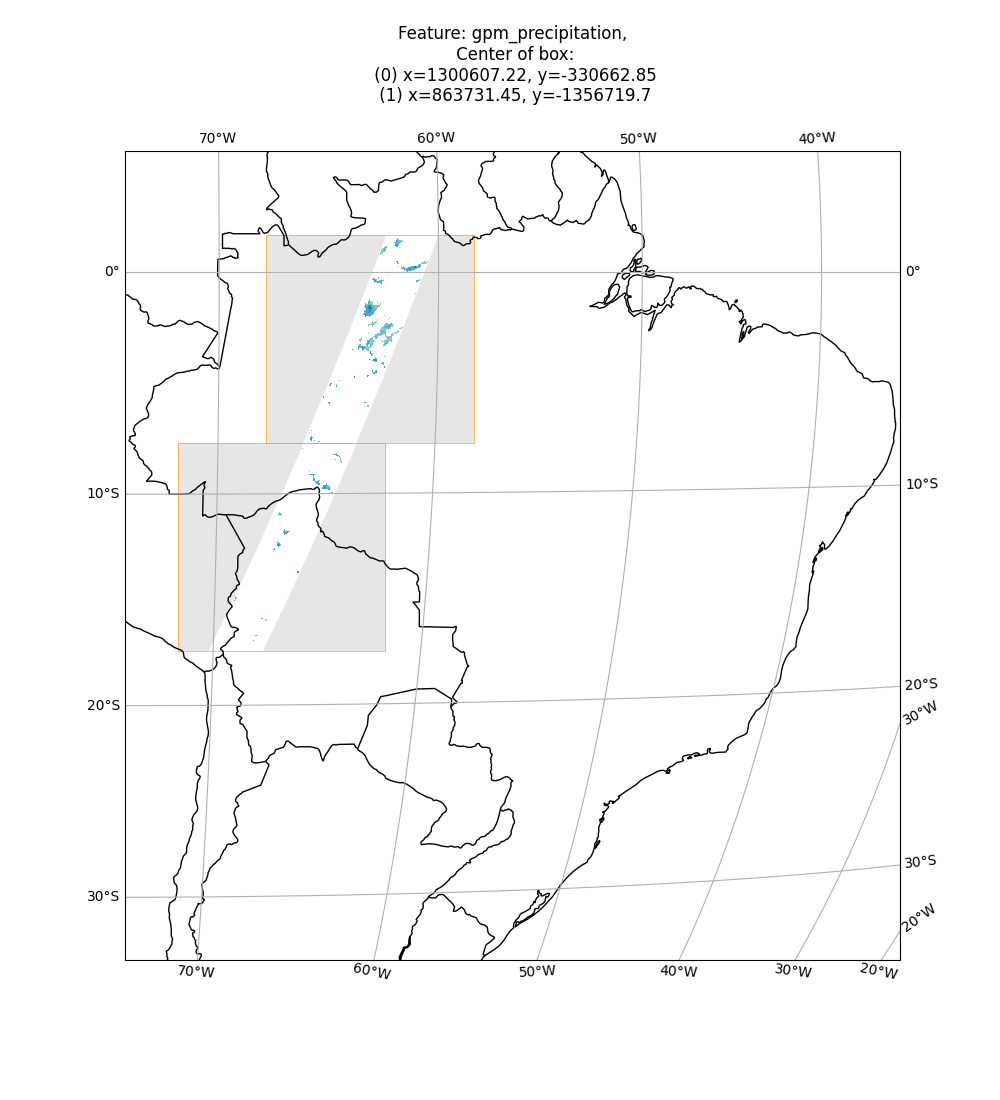 Feature: gpm_precipitation,
Center of box:
(0) x=1300607.22, y=-330662.85
(1) x=863731.45, y=-1356719.7
70°W 60°W 50°W 40°W
0° 0°
10°S 10°S
20°S 20°S
30°W
30°S 30°S
20°W
70°W 60°W 50°W 40°W 30°W 20°W